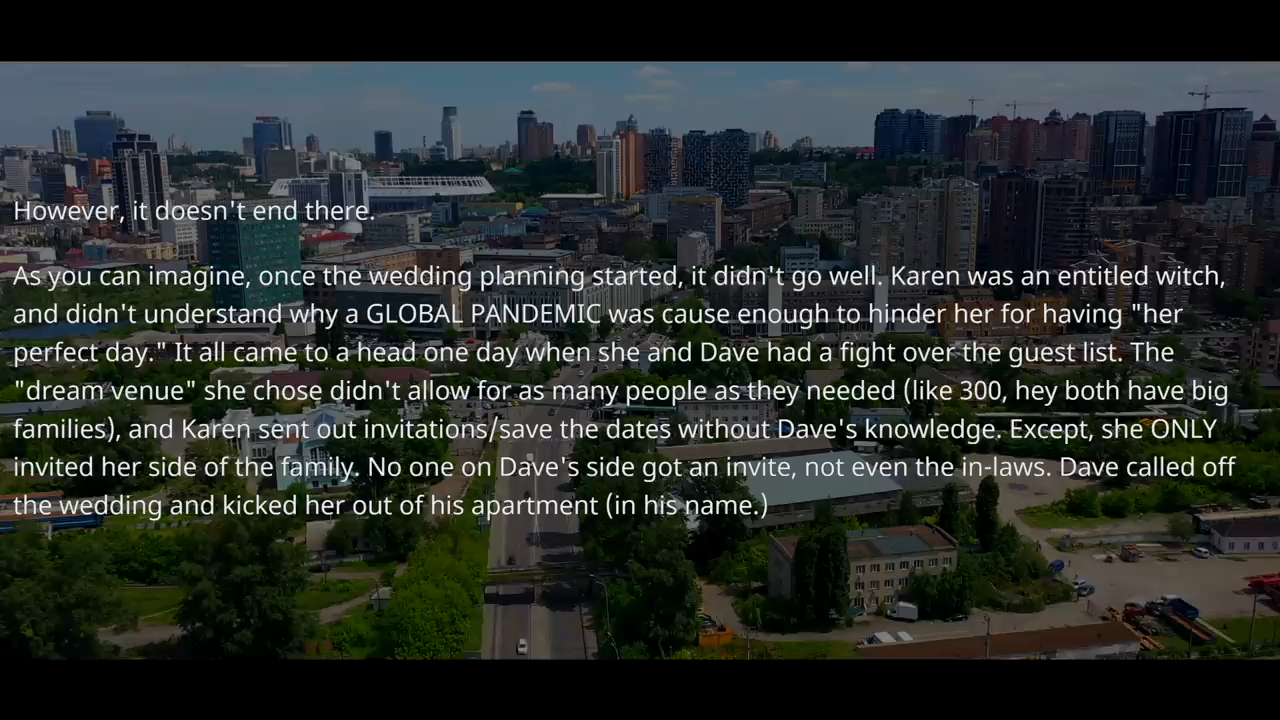 However, it doesn't end there.
As you can imagine, once the wedding planning started, it didn't go well. Karen was an entitled witch,
and didn't understand why a GLOBAL PANDEMIC was cause enough to hinder her for having "her
perfect day." It all came to a head one day when she and Dave had a fight over the guest list. The
"dream venue" she chose didn't allow for as many people as they needed (like 300, hey both have big
families), and Karen sent out invitations/save the dates without Dave's knowledge. Except, she ONLY
invited her side of the family. No one on Dave's side got an invite, not even the in-laws. Dave called off
the wedding and kicked her out of his apartment (in his name.)